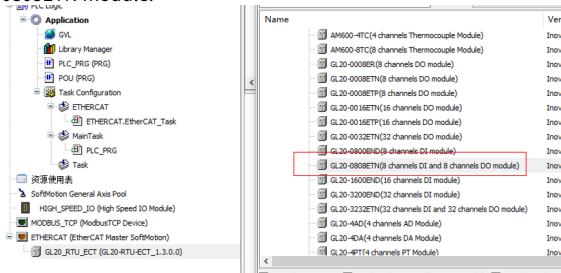 Application
GVL
Library Manager
PLC_PRG (PRG)
POU (PRG)
Task Configuration
ETHERCAT
ETHERCAT.EtherCAT_Task
MainTask
PLC_PRG
Task
资源使用表
SoftMotion General Axis Pool
HIGH_SPEED_IO (High Speed IO Module)
MODBUS_TCP (ModbusTCP Device)
ETHERCAT (EtherCAT Master SoftMotion)
GL20_RTU_ECT (GL20-RTU-ECT_1.3.0.0)
Name Ver
AM600-4TC(4 channels Thermocouple Module) Inov
AM600-8TC(8 channels Thermocouple Module) Inov
GL20-0008ER(8 channels DO module) Inov
GL20-0008ETN(8 channels DO module) Inov
GL20-0008ETP(8 channels DO module) Inov
GL20-0016ETN(16 channels DO module) Inov
GL20-0016ETP(16 channels DO module) Inov
GL20-0032ETN(32 channels DO module) Inov
GL20-0800END(8 channels DI module) Inov
GL20-0808ETN(8 channels DI and 8 channels DO module) Inov
GL20-1600END(16 channels DI module) Inov
GL20-3200END(32 channels DI module) Inov
GL20-3232ETN(32 channels DI and 32 channels DO module) Inov
GL20-4AD(4 channels AD Module) Inov
GL20-4DA(4 channels DA Module) Inov
GL20-4PT(4 channels PT Module) Inov